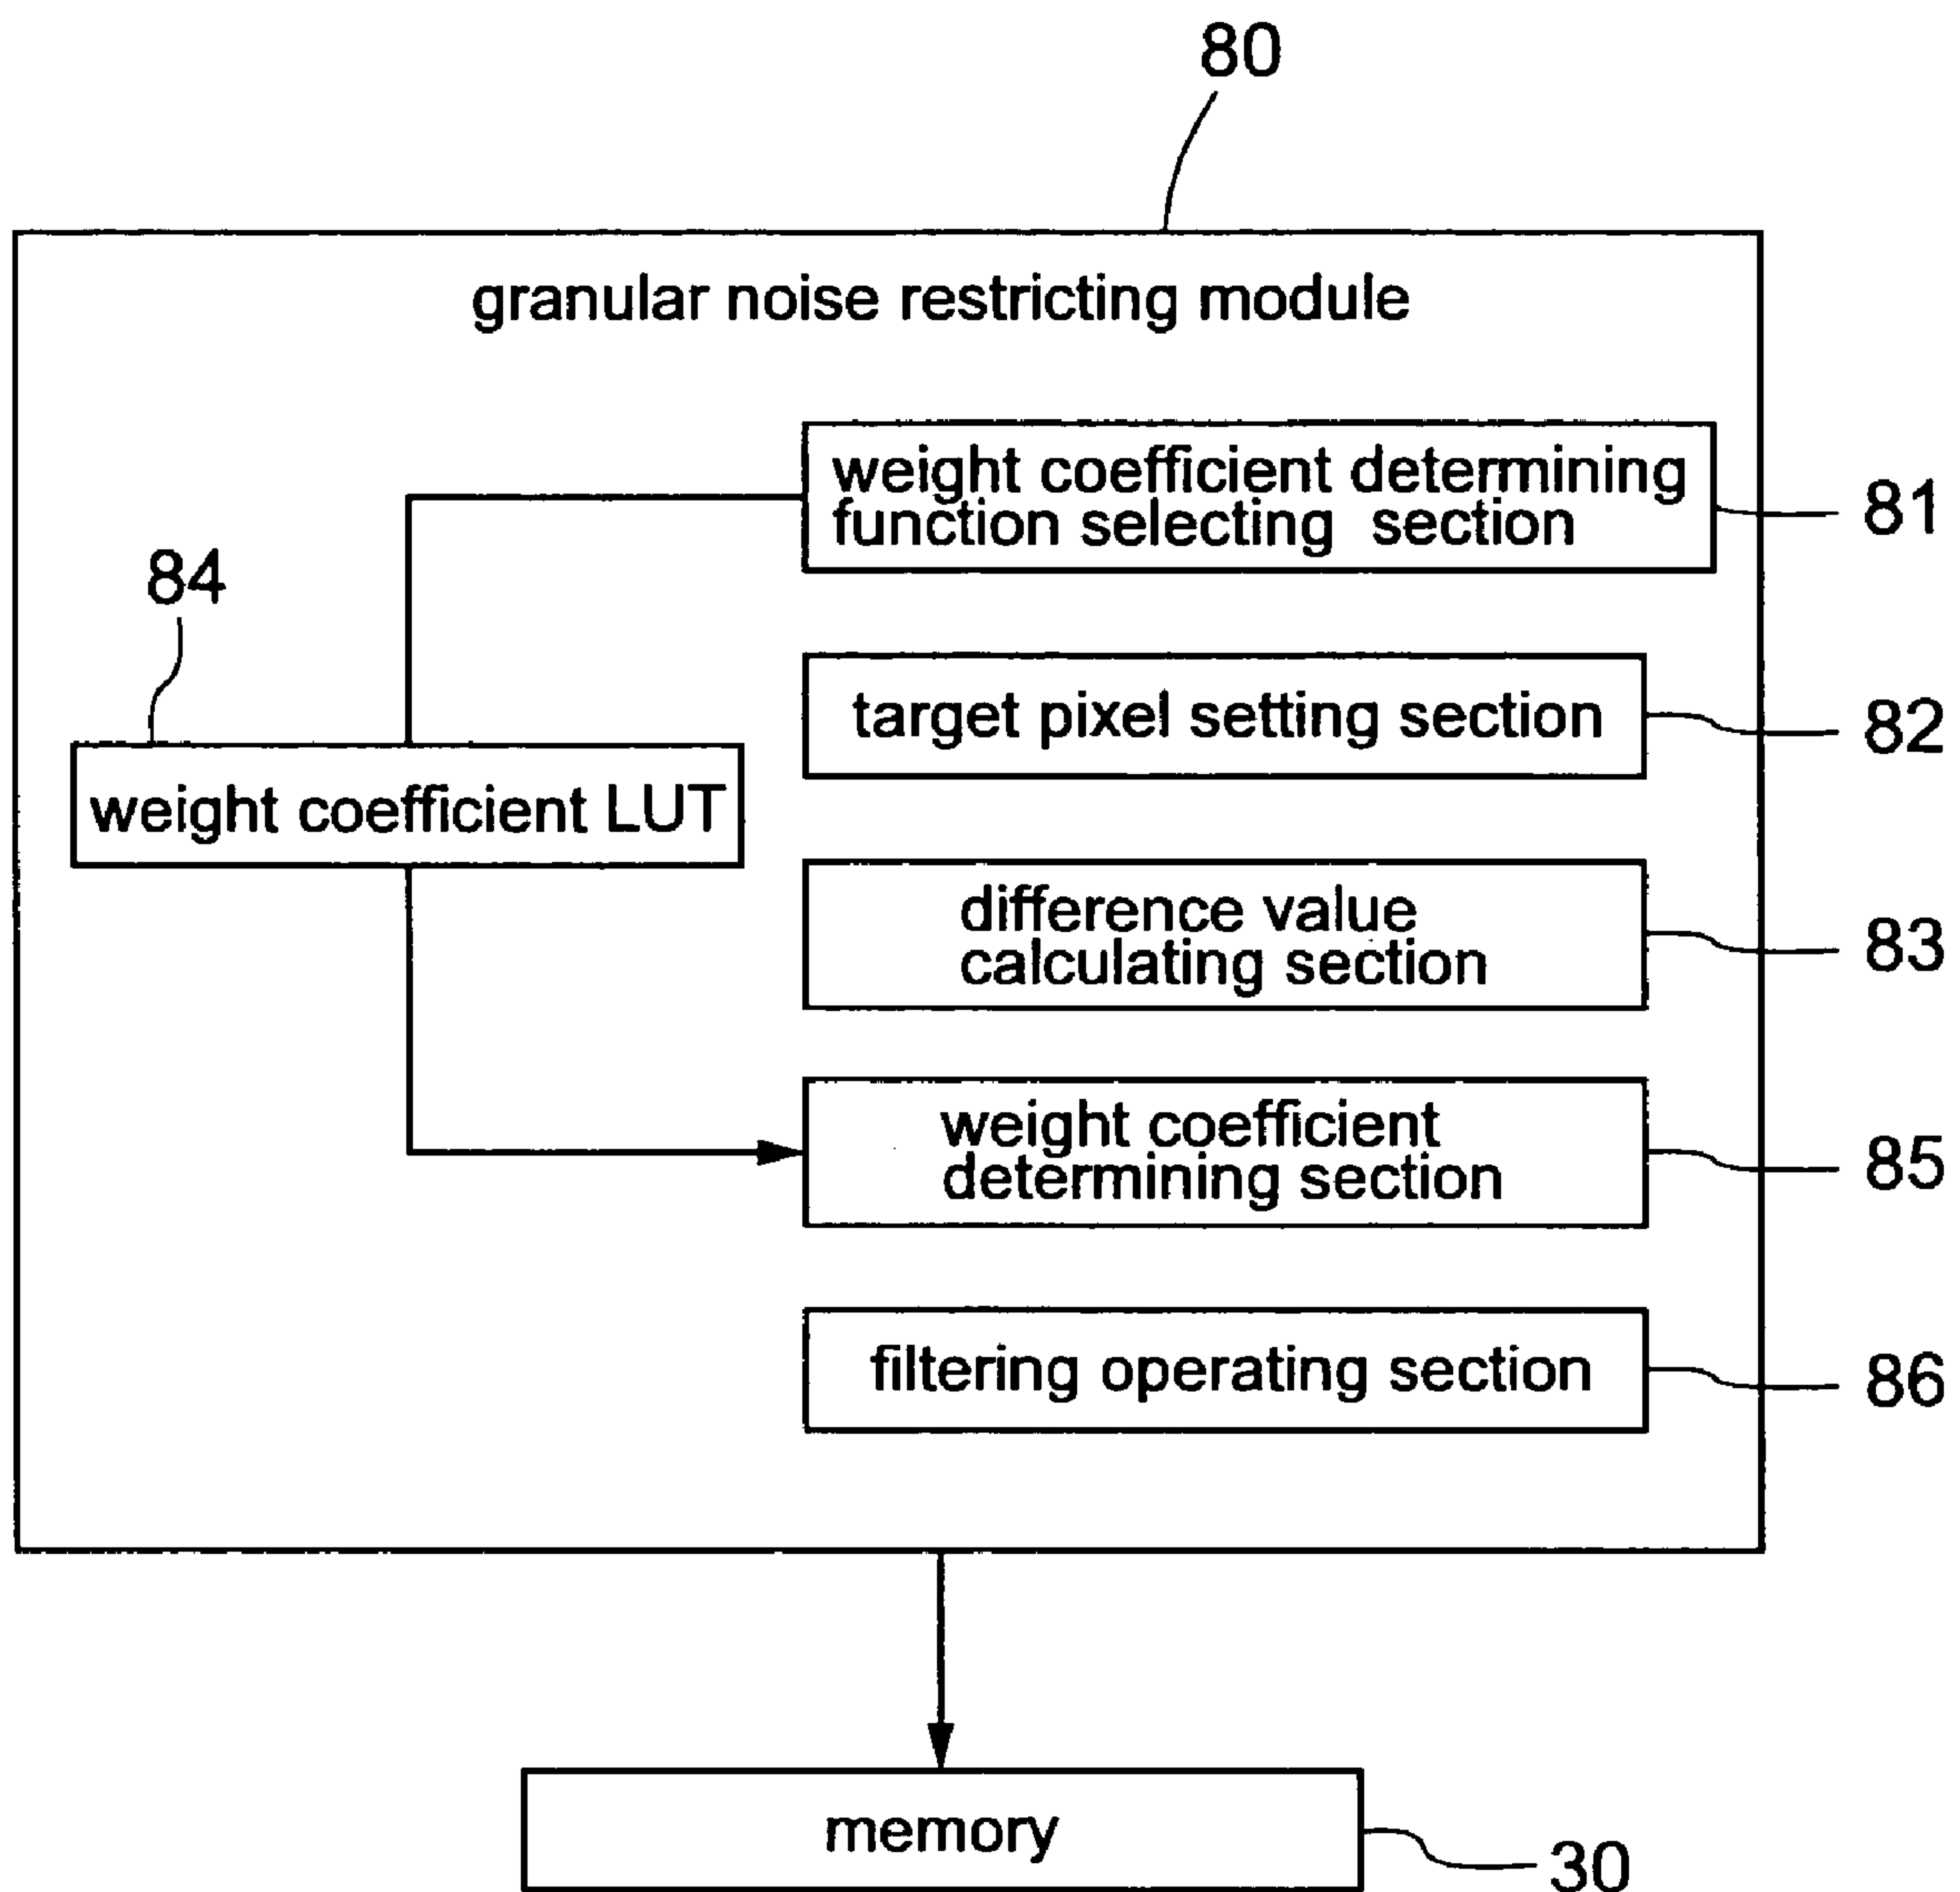 80
granular noise restricting module
weight coefficient determining
function selecting section
81
84
target pixel setting section
82
weight coefficient LUT
difference value
calculating section
83
weight coefficient
determining section
85
filtering operating section
86
memory
30